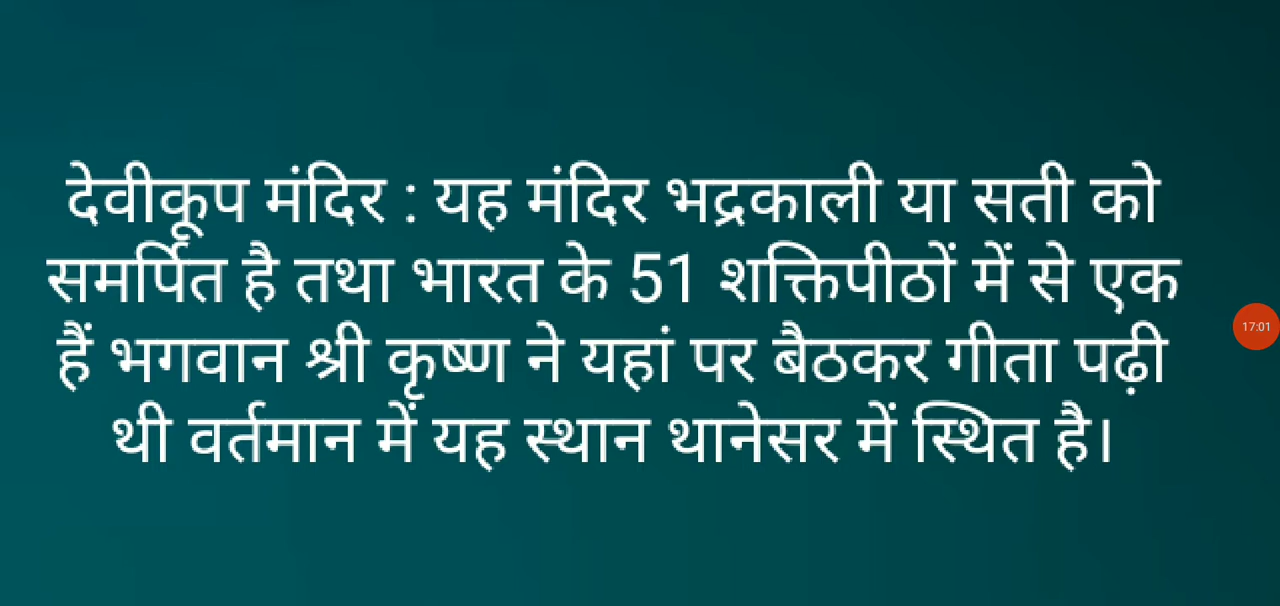 देवीकूप मंदिर : यह मंदिर भद्रकाली या सती को
समर्पित है तथा भारत के 51 शक्तिपीठों में से एक
हैं भगवान श्री कृष्ण ने यहां पर बैठकर गीता पढ़ी
थी वर्तमान में यह स्थान थानेसर में स्थित है।
17:01